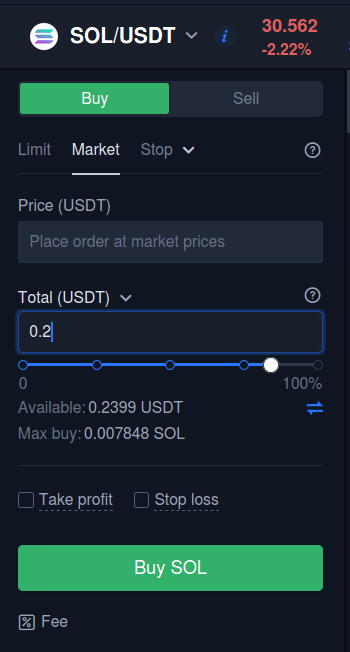 SOL/USDT i 30.562
-2.22%
Buy Sell
Limit Market Stop ?
Price (USDT)
Place order at market prices
Total (USDT) ?
0.2
0 100%
Available: 0.2399 USDT
Max buy: 0.007848 SOL
Take profit Stop loss
Buy SOL
% Fee